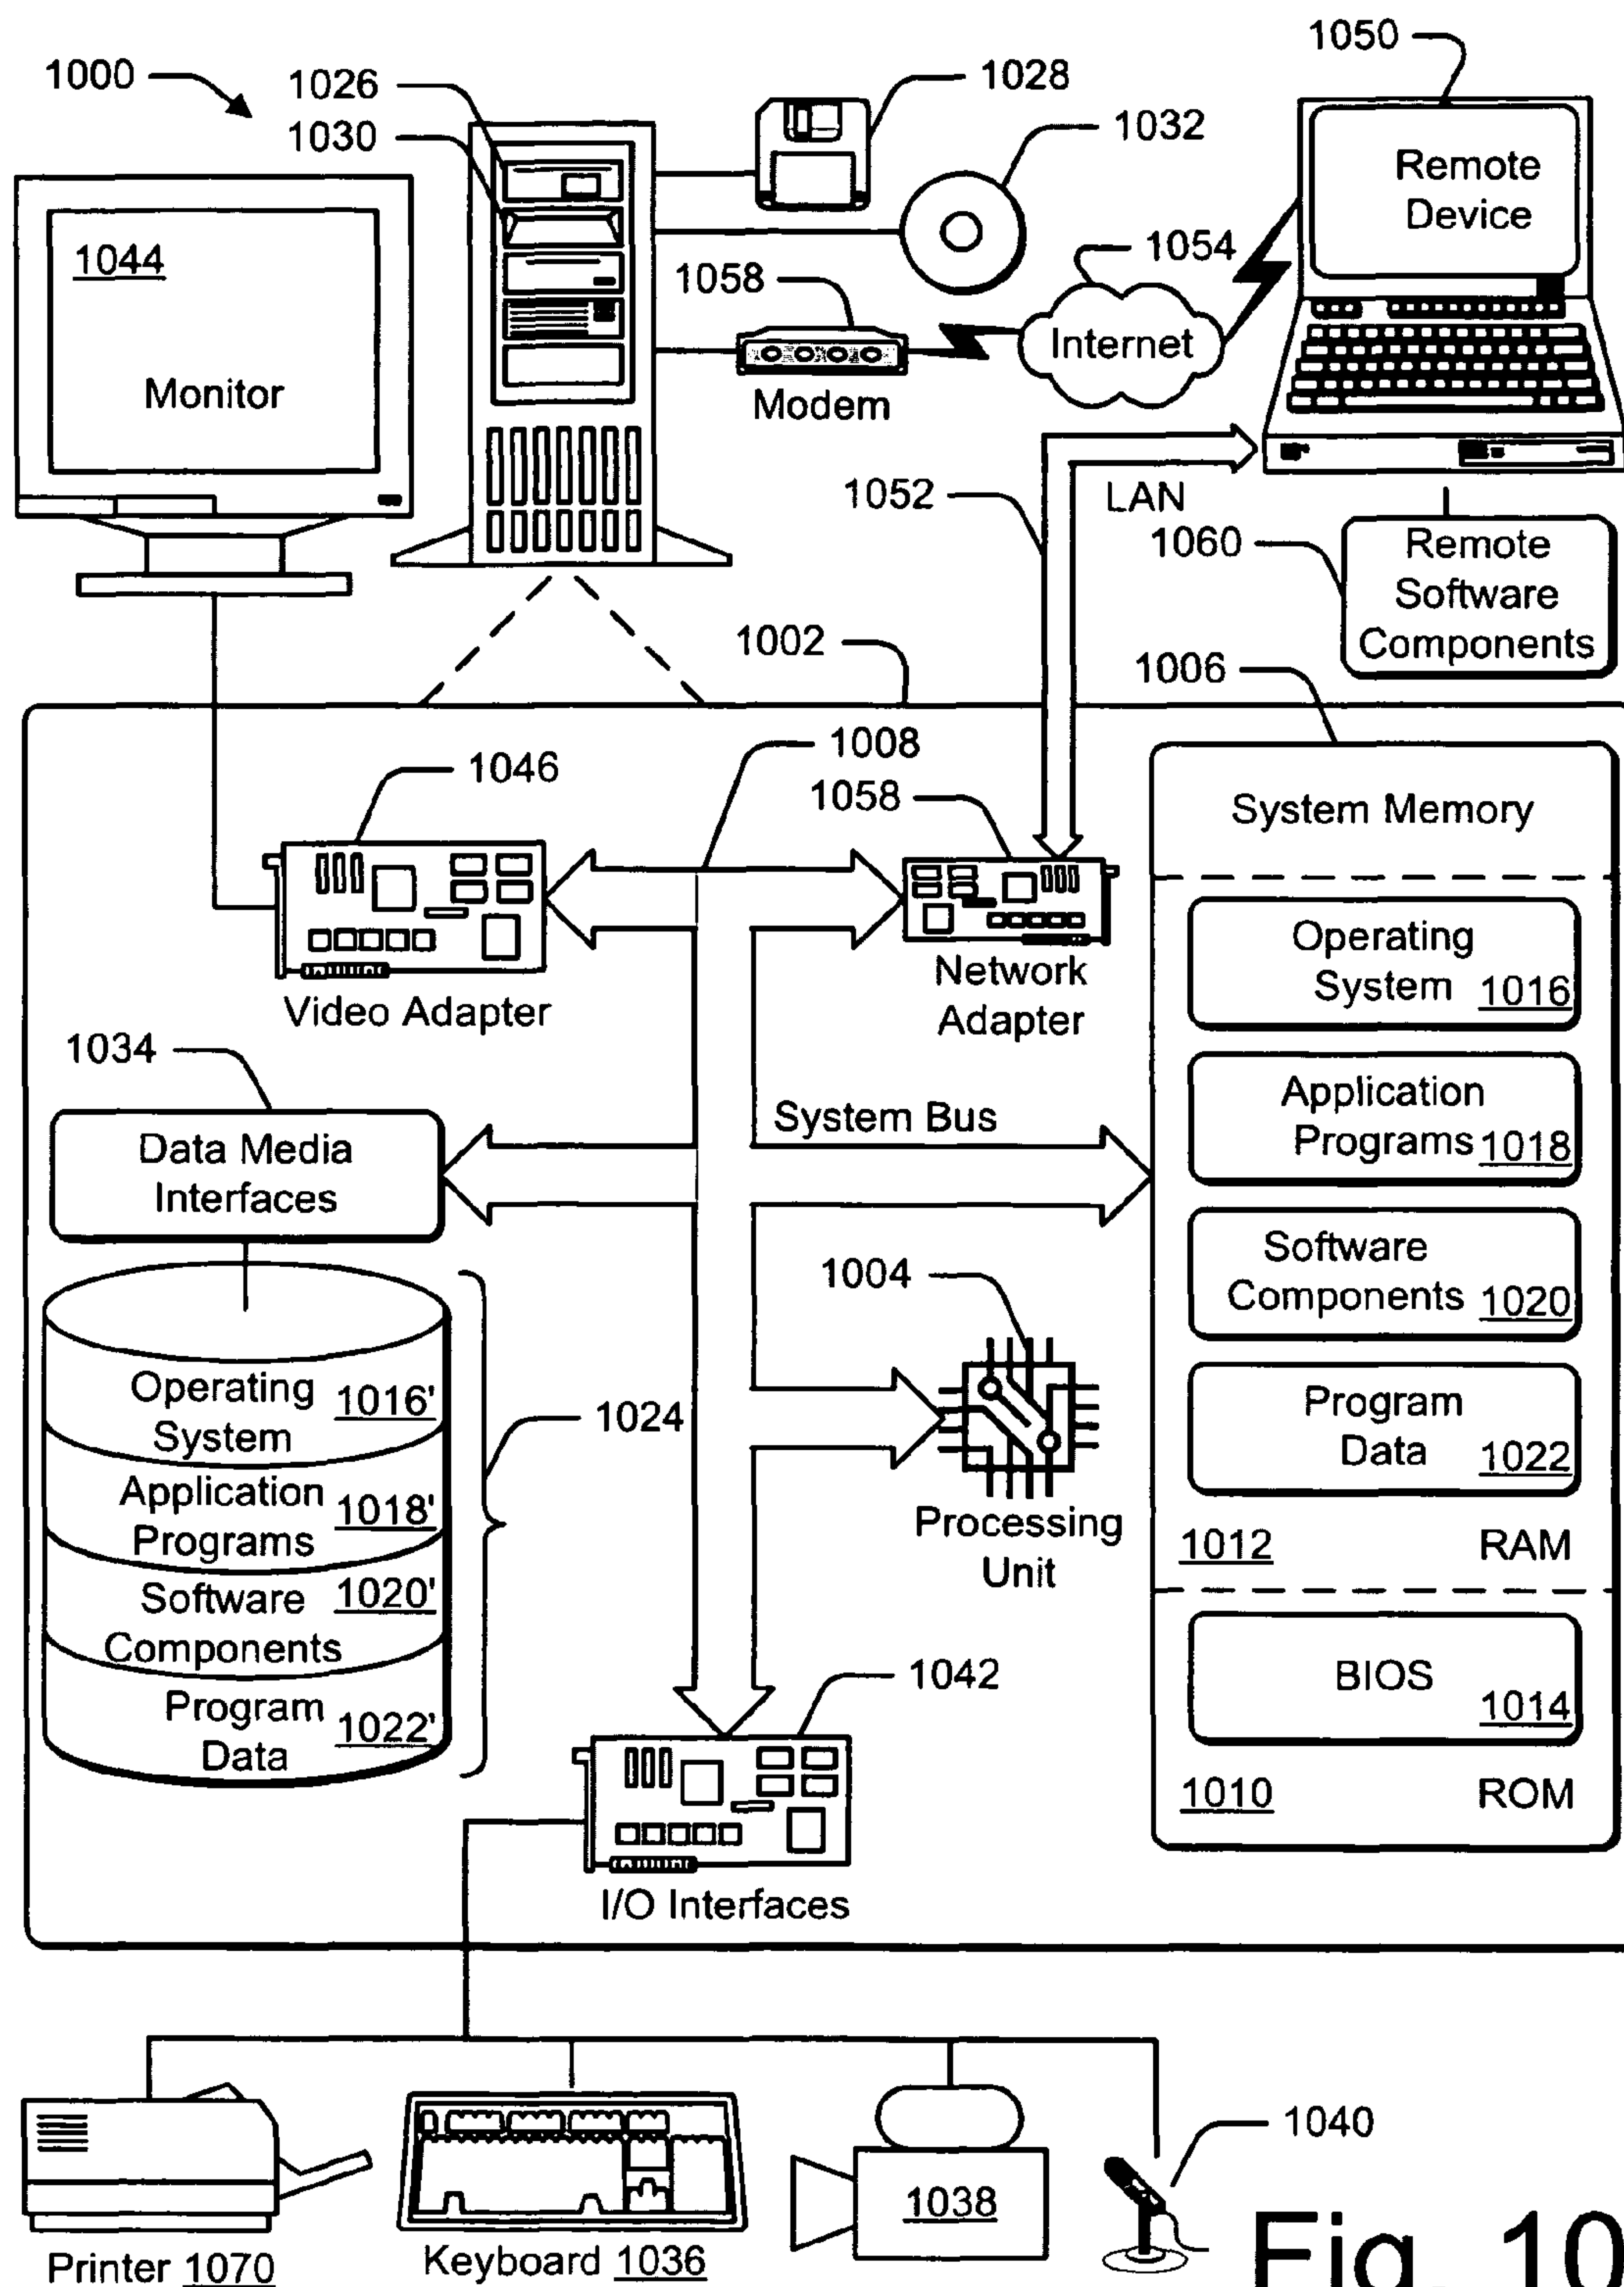 1050
1000
1026
1028
1030
1032
Remote
Device
1044
1054
1058
Internet
Monitor
Modem
1052
LAN
1060
Remote
Software
Components
1002
1006
1008
1046
1058
System Memory
Operating
System 1016
Network
Adapter
Video Adapter
1034
Application
Programs 1018
System Bus
Data Media
Interfaces
Software
Components 1020
1004
Operating
System
1016'
1024
Program
Data 1022
Application
Programs
1018'
Processing
Unit
1012 RAM
Software
Components
1020'
BIOS
1014
1042
Program
Data
1022'
1010 ROM
I/O Interfaces
1040
1038
Printer 1070
Keyboard 1036
Fig. 10